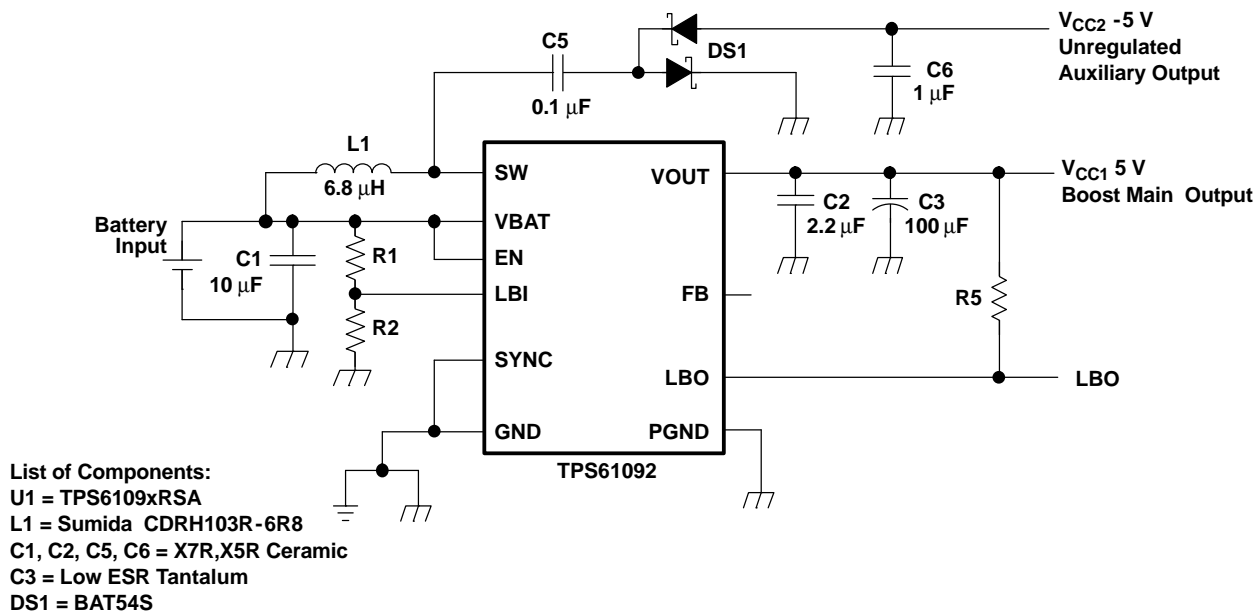 C5
0.1 μF
DS1
C6
1 μF
VCC2 -5 V
Unregulated
Auxiliary Output
L1
6.8 μH
SW
VOUT
VCC1 5 V
Boost Main Output
C2
2.2 μF
C3
100 μF
Battery
Input
VBAT
C1
10 μF
R1
EN
LBI
FB
R5
R2
SYNC
LBO
LBO
GND
PGND
TPS61092
List of Components:
U1 = TPS6109xRSA
L1 = Sumida CDRH103R-6R8
C1, C2, C5, C6 = X7R,X5R Ceramic
C3 = Low ESR Tantalum
DS1 = BAT54S